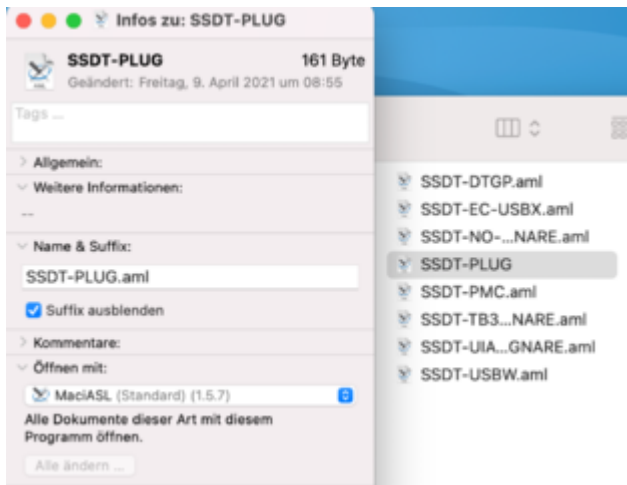 Infos zu: SSDT-PLUG
SSDT-PLUG 161 Byte
Geändert: Freitag, 9. April 2021 um 08:55
Tags ...
Allgemein:
Weitere Informationen:
--
Name & Suffix:
SSDT-PLUG.aml
Suffix ausblenden
Kommentare:
Öffnen mit:
MaciASL (Standard) (1.5.7)
Alle Dokumente dieser Art mit diesem
Programm öffnen.
Alle ändern ...
SSDT-DTGP.aml
SSDT-EC-USBX.aml
SSDT-NO-...NARE.aml
SSDT-PLUG
SSDT-PMC.aml
SSDT-TB3...NARE.aml
SSDT-UIA...GNARE.aml
SSDT-USBW.aml